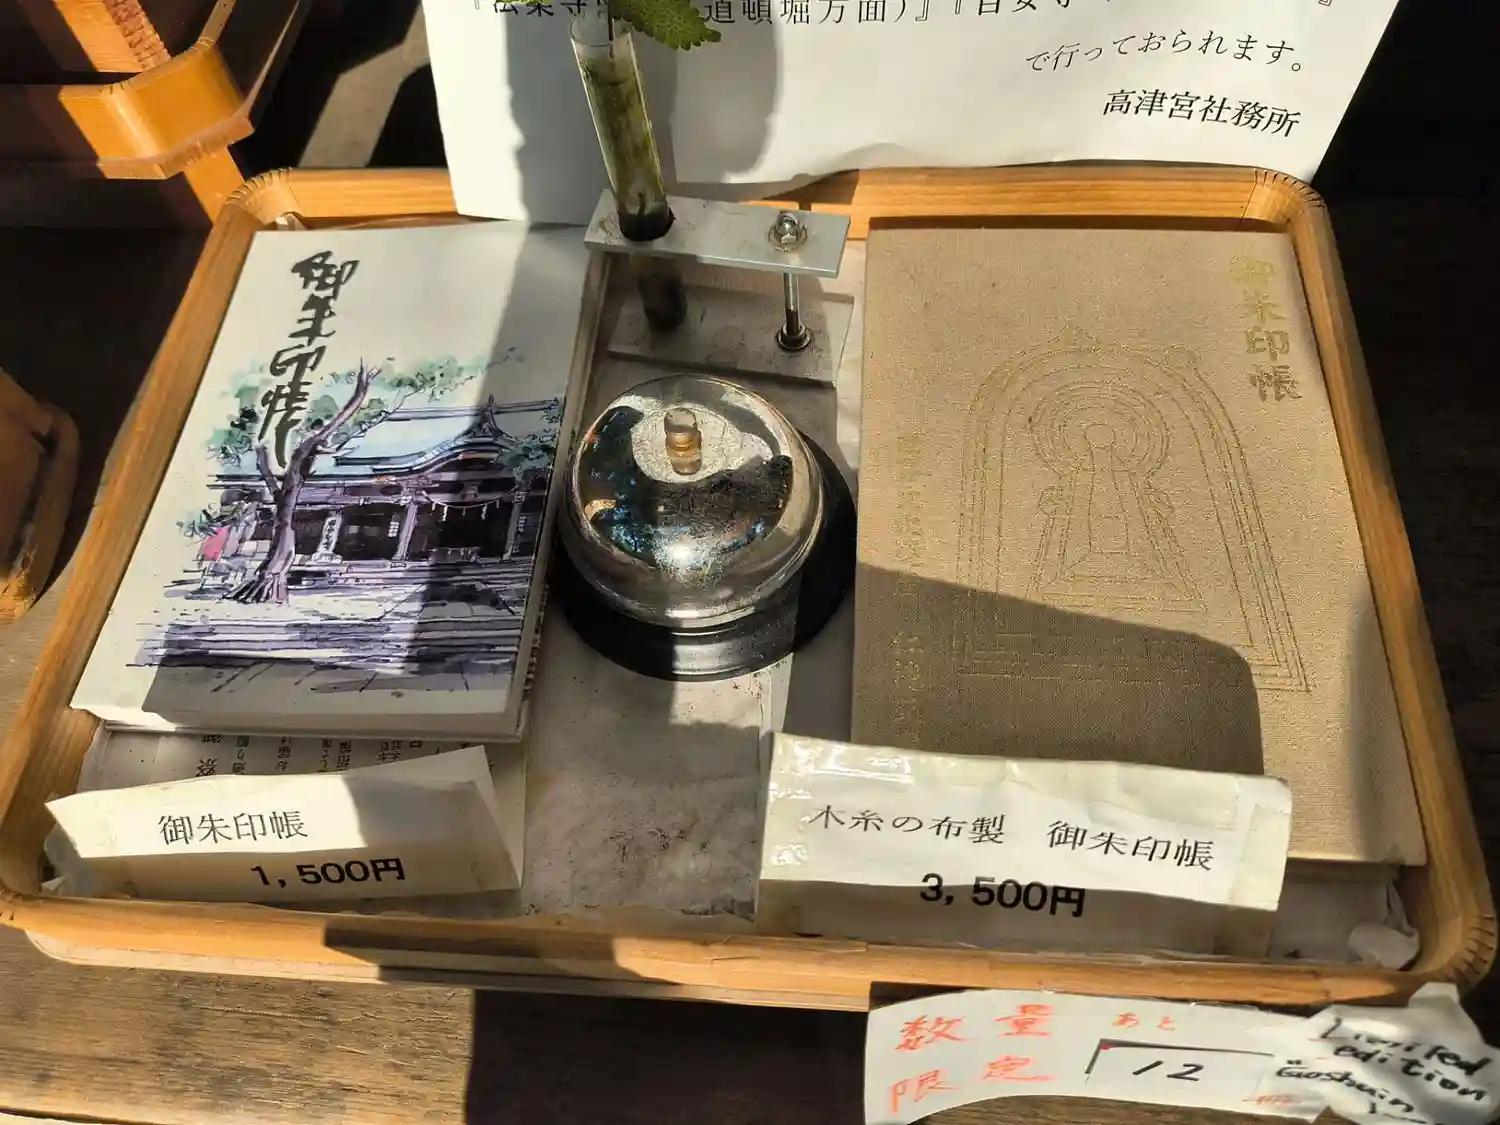 道頓堀方面)』『
で行っております。
高津宮社務所
御朱印帳
御朱印帳
御朱印帳
1,500円
木糸の布製 御朱印帳
3,500円
数量
限定
あと
12
Limited
edition
Goshuin